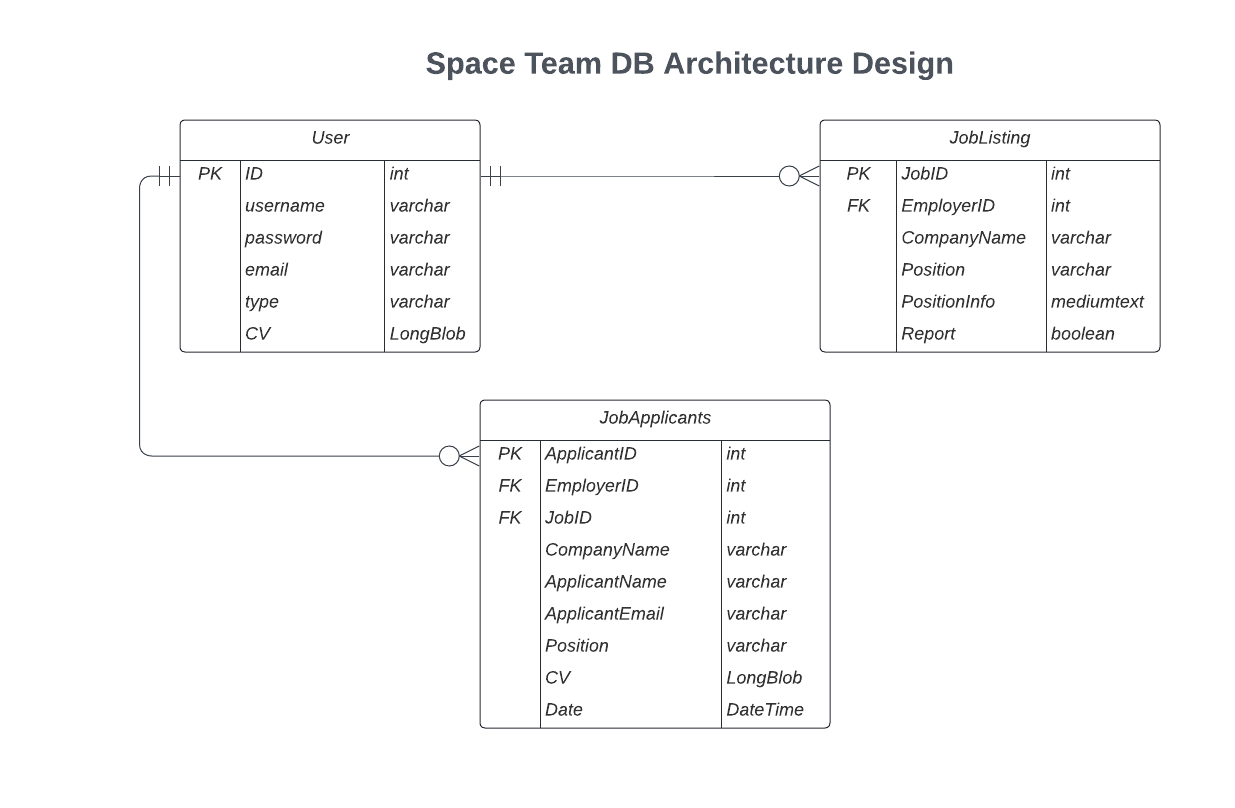 Space Team DB Architecture Design
User
PK ID int
username varchar
password varchar
email varchar
type varchar
CV LongBlob
JobListing
PK JobID int
FK EmployerID int
CompanyName varchar
Position varchar
PositionInfo mediumtext
Report boolean
JobApplicants
PK ApplicantID int
FK EmployerID int
FK JobID int
CompanyName varchar
ApplicantName varchar
ApplicantEmail varchar
Position varchar
CV LongBlob
Date DateTime